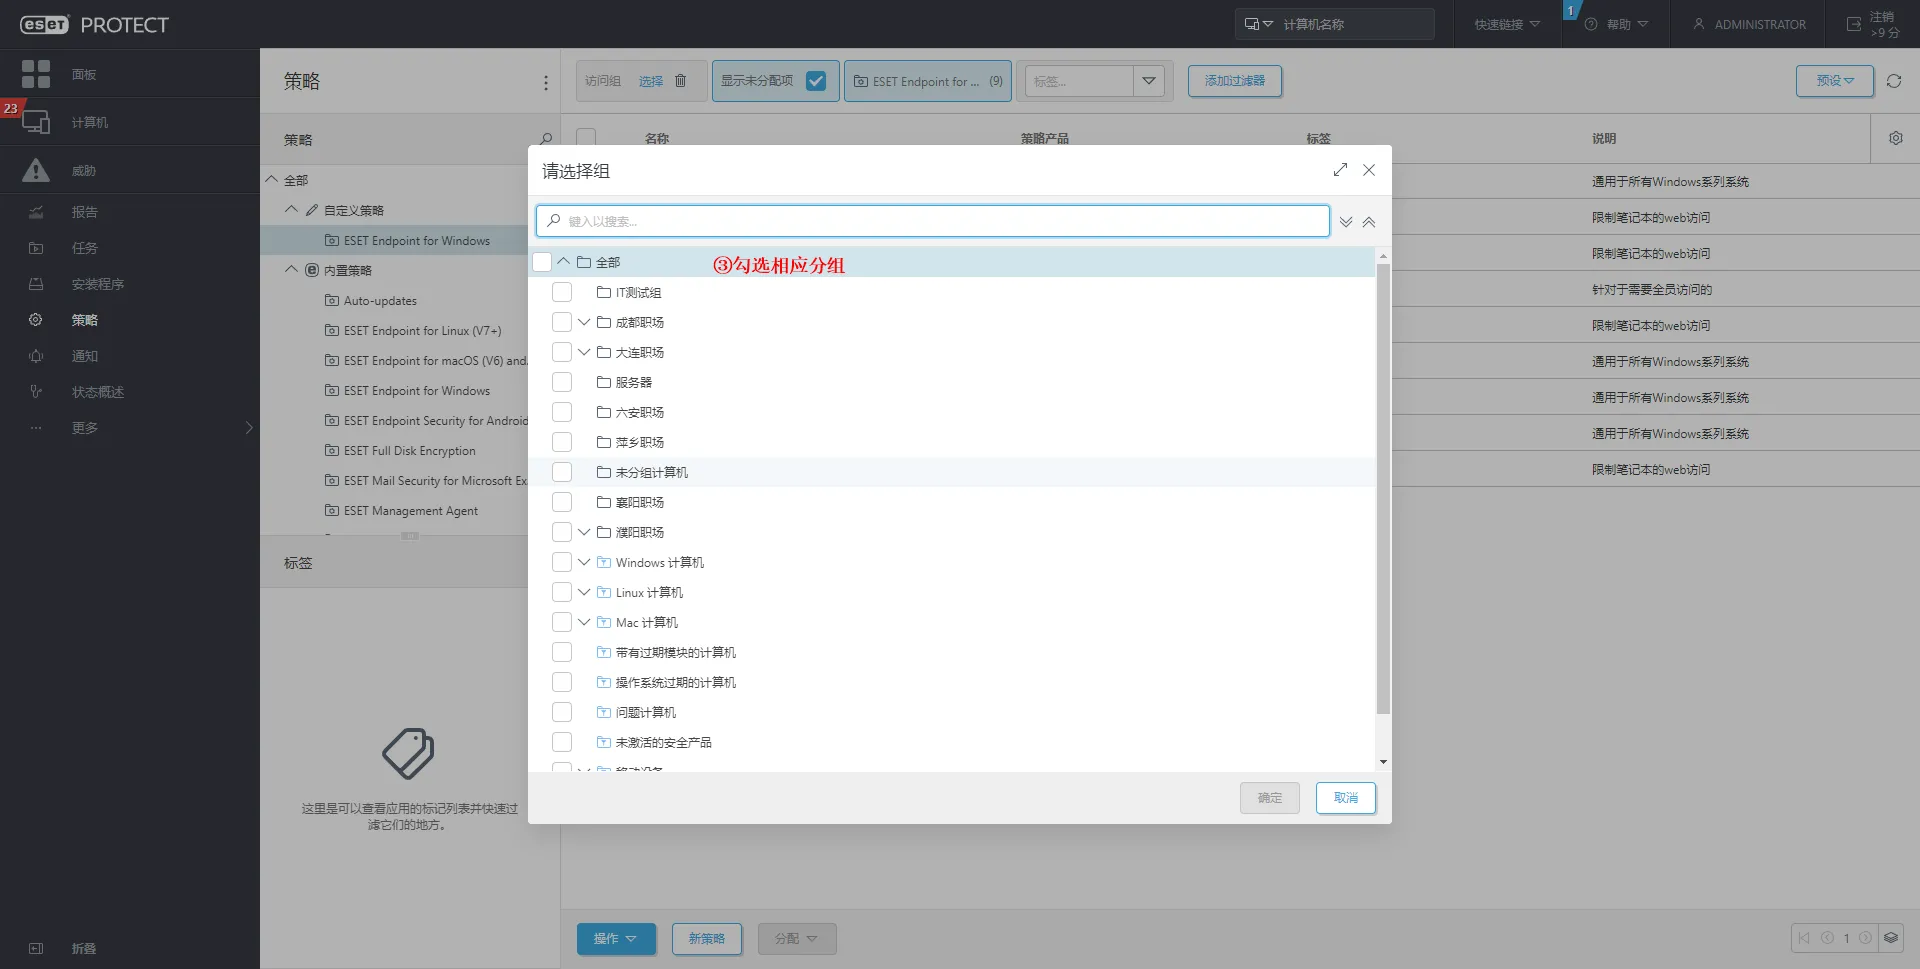 eset PROTECT
计算机名称
快速链接
1
帮助
ADMINISTRATOR
注销
>9 分
面板
23
计算机
威胁
报告
任务
安装程序
策略
通知
状态概述
更多
折叠
策略
访问组 选择
显示未分配项
ESET Endpoint for ... (9)
标签...
添加过滤器
预设
策略
名称
策略产品
标签
说明
全部
自定义策略
ESET Endpoint for Windows
内置策略
Auto-updates
ESET Endpoint for Linux (V7+)
ESET Endpoint for macOS (V6) and.
ESET Endpoint for Windows
ESET Endpoint Security for Android
ESET Full Disk Encryption
ESET Mail Security for Microsoft Ex
ESET Management Agent
标签
这里是可以查看应用的标记列表并快速过
滤它们的地方。
请选择组
键入以搜索...
全部
③勾选相应分组
IT测试组
成都职场
大连职场
服务器
六安职场
萍乡职场
未分组计算机
襄阳职场
濮阳职场
Windows 计算机
Linux 计算机
Mac 计算机
带有过期模块的计算机
操作系统过期的计算机
问题计算机
未激活的安全产品
移动设备
确定
取消
通用于所有Windows系列系统
限制笔记本的web访问
限制笔记本的web访问
针对于需要全员访问的
限制笔记本的web访问
通用于所有Windows系列系统
通用于所有Windows系列系统
通用于所有Windows系列系统
限制笔记本的web访问
操作
新策略
分配
1